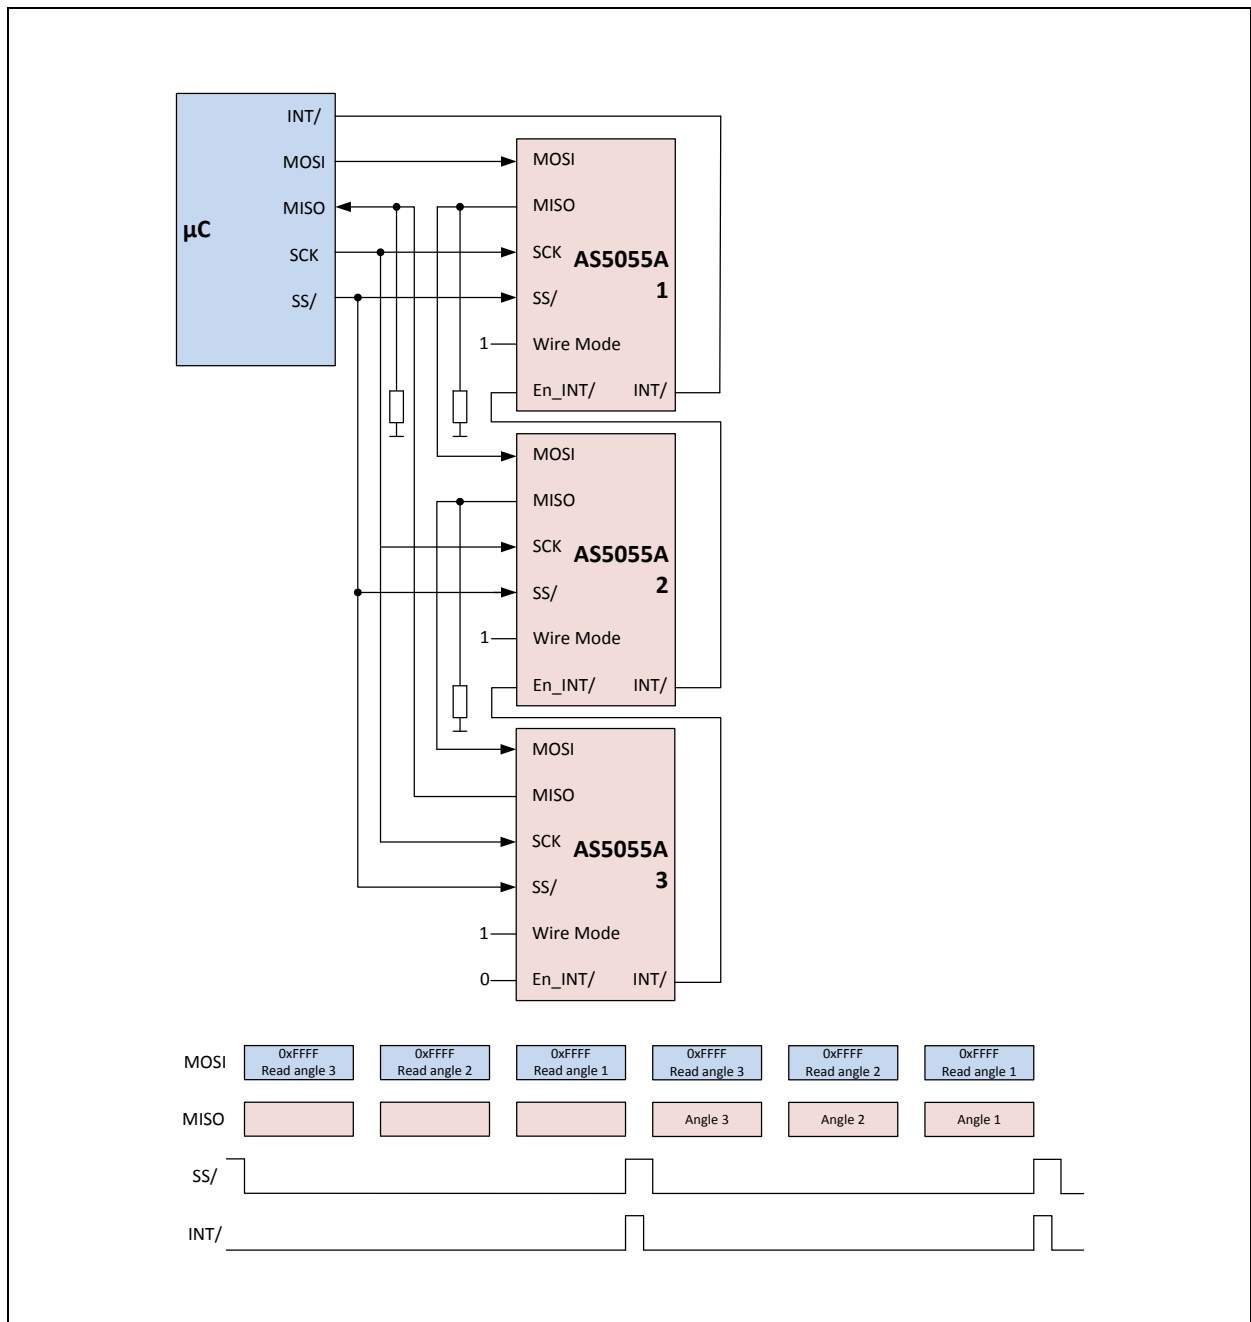 µC
INT/
MOSI
MISO
SCK
SS/
MOSI
MISO
SCK
SS/
1
Wire Mode
En_INT/
INT/
AS5055A
1
MOSI
MISO
SCK
SS/
1
Wire Mode
En_INT/
INT/
AS5055A
2
MOSI
MISO
SCK
SS/
1
Wire Mode
0
En_INT/
INT/
AS5055A
3
MOSI
0xFFFF
Read angle 3
0xFFFF
Read angle 2
0xFFFF
Read angle 1
0xFFFF
Read angle 3
0xFFFF
Read angle 2
0xFFFF
Read angle 1
MISO
Angle 3
Angle 2
Angle 1
SS/
INT/